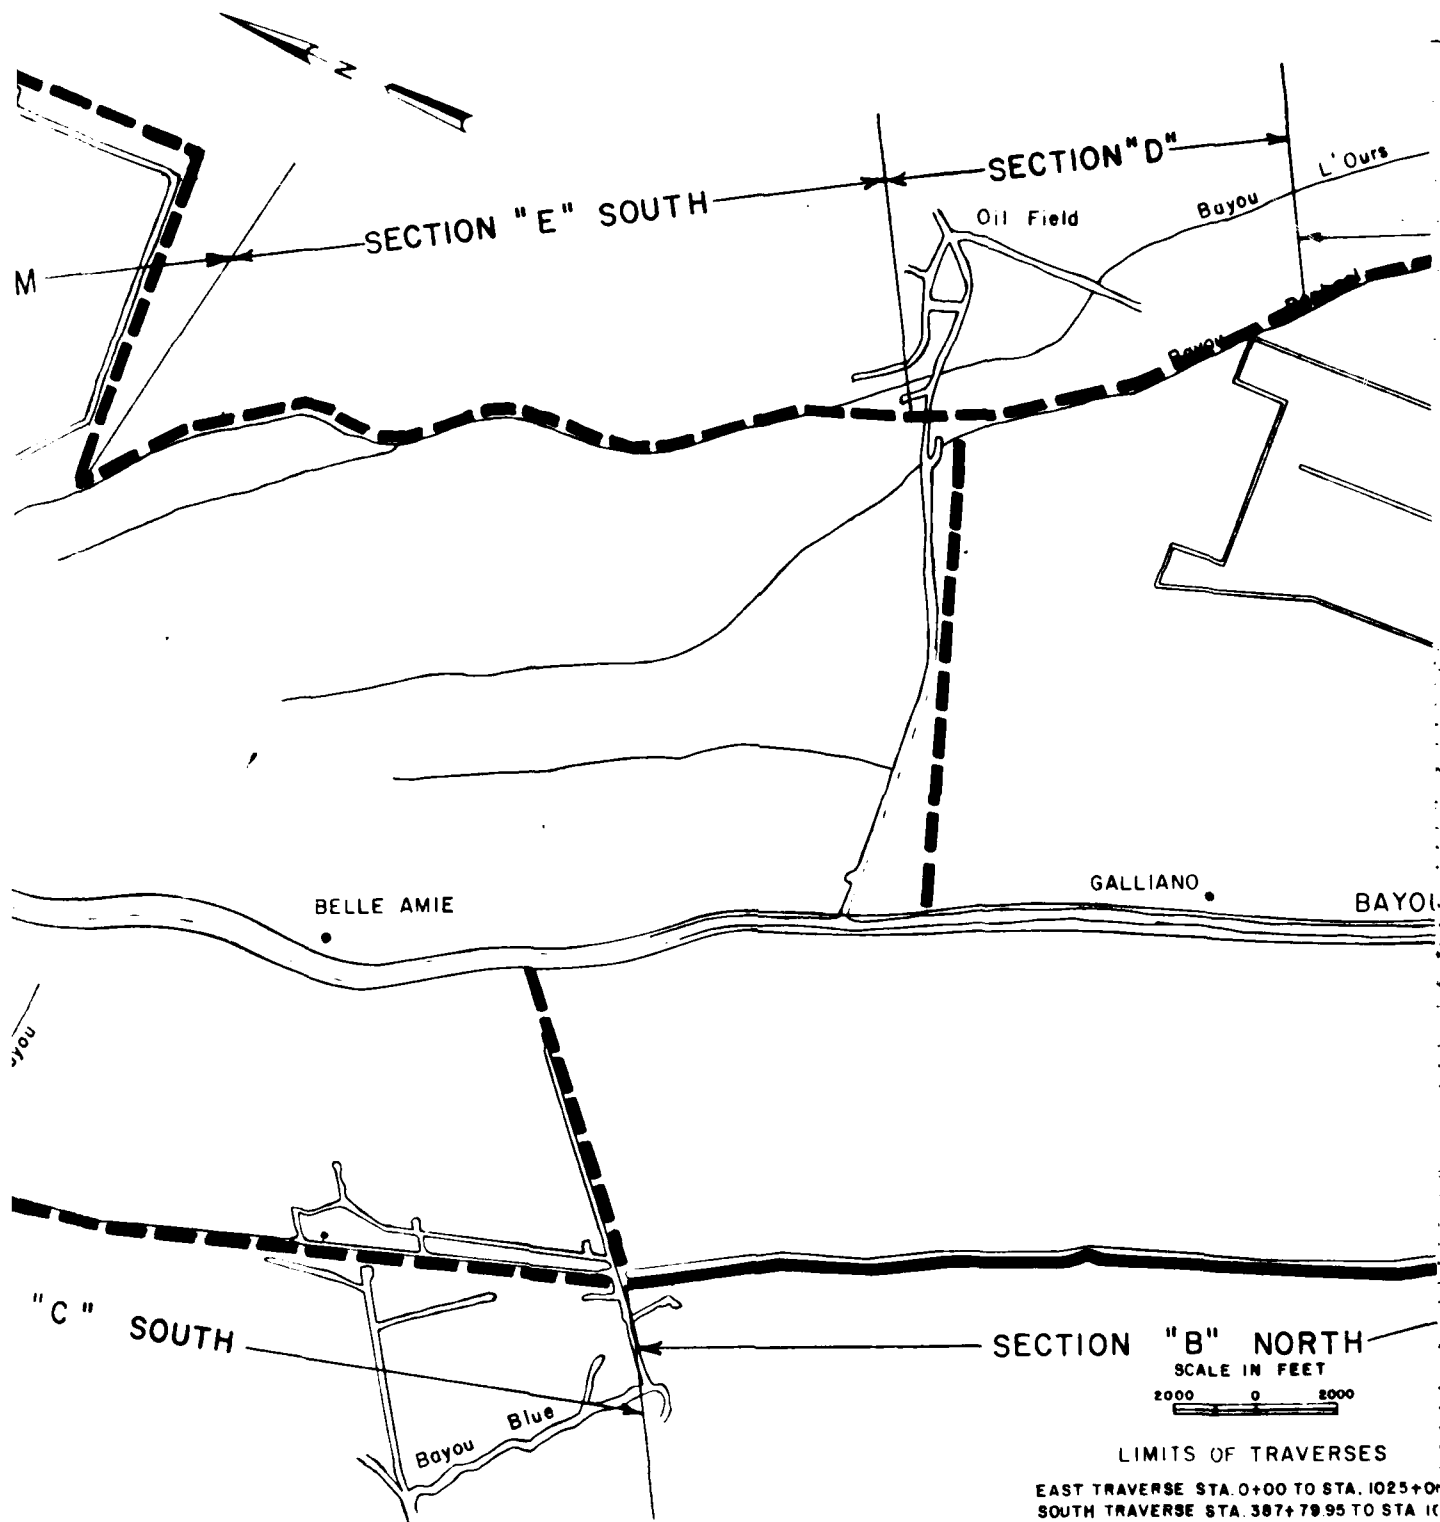 N
SECTION "D"
L'Ours
Bayou
Oil Field
SECTION "E" SOUTH
M
Bayou
GALLIANO
BELLE AMIE
BAYOU
"C" SOUTH
SECTION "B" NORTH
SCALE IN FEET
2000 0 2000
Bayou Blue
LIMITS OF TRAVERSES
EAST TRAVERSE STA. 0+00 TO STA. 1025+0
SOUTH TRAVERSE STA. 387+79.95 TO STA